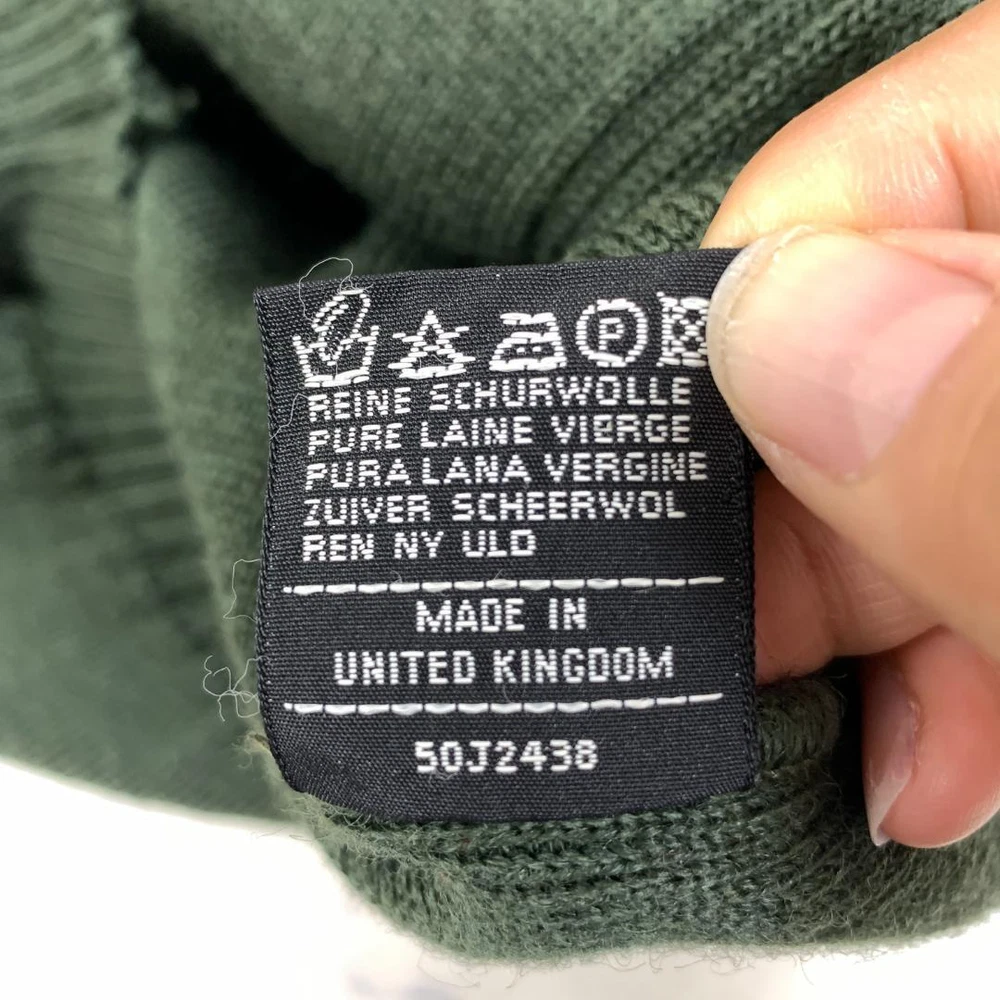 P
REINE SCHURWOLLE
PURE LAINE VIERGE
PURA LANA VERGINE
ZUIVER SCHEERWOL
REN NY ULD
MADE IN
UNITED KINGDOM
50J2438